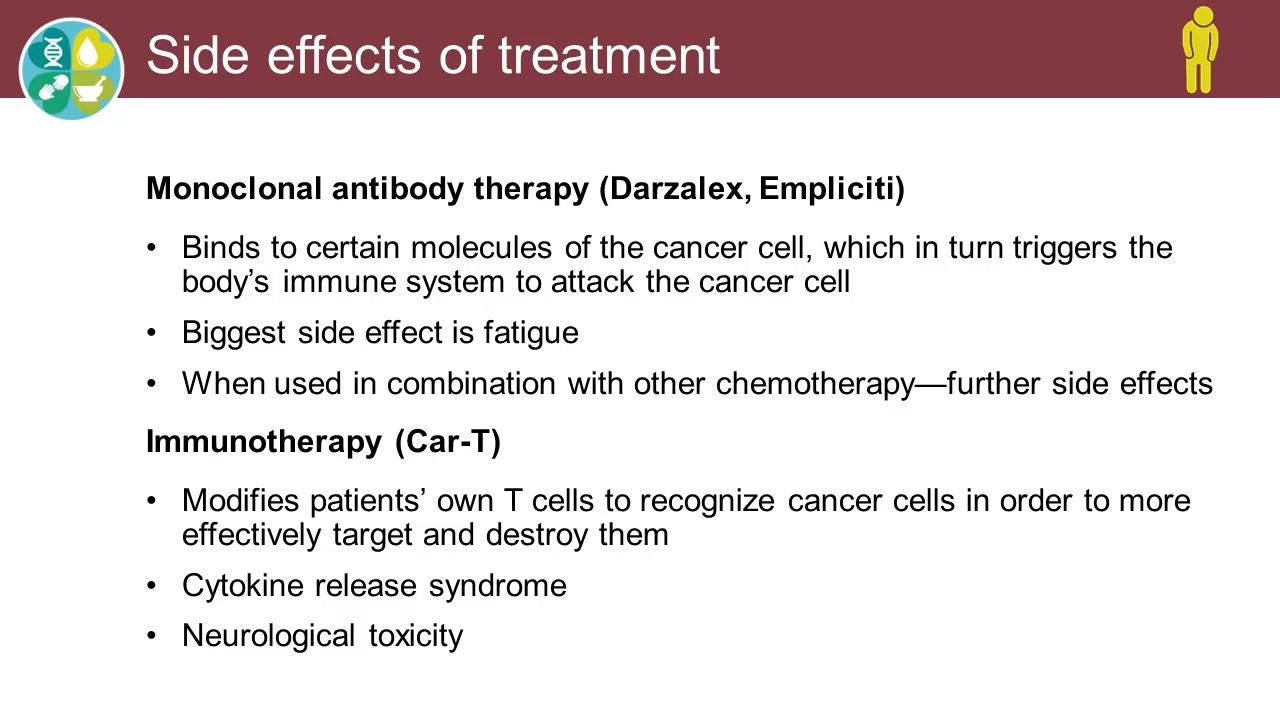 Side effects of treatment
Monoclonal antibody therapy (Darzalex, Empliciti)
• Binds to certain molecules of the cancer cell, which in turn triggers the
body’s immune system to attack the cancer cell
• Biggest side effect is fatigue
• When used in combination with other chemotherapy—further side effects
Immunotherapy (Car-T)
• Modifies patients’ own T cells to recognize cancer cells in order to more
effectively target and destroy them
• Cytokine release syndrome
• Neurological toxicity